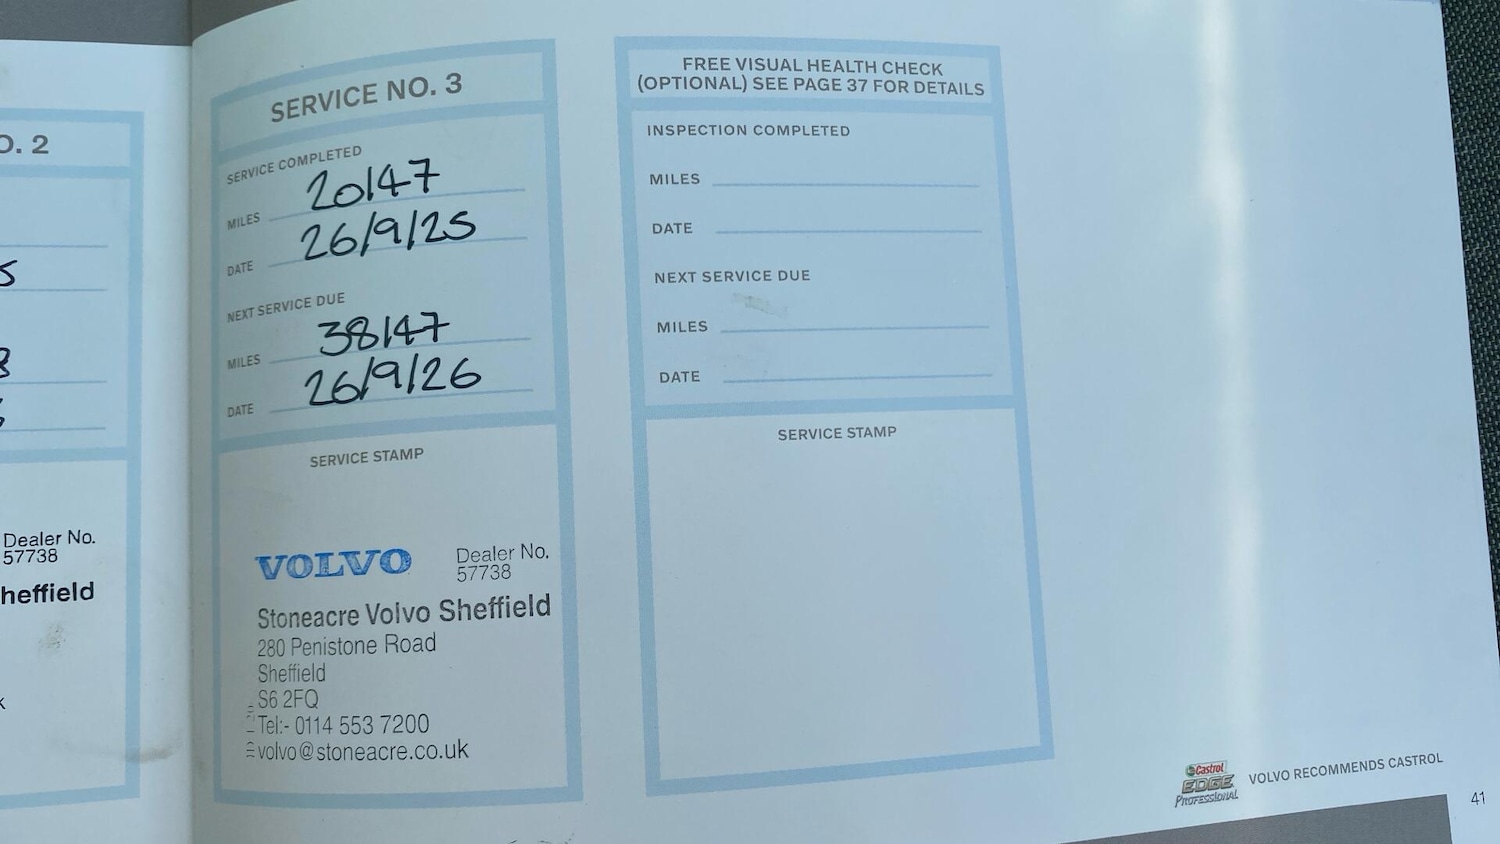 O. 2
5
Dealer No.
57738
heffield
SERVICE NO. 3
SERVICE COMPLETED
MILES 20147
DATE 26/9/25
NEXT SERVICE DUE
MILES 38147
DATE 26/9/26
SERVICE STAMP
VOLVO Dealer No.
57738
Stoneacre Volvo Sheffield
280 Penistone Road
Sheffield
S6 2FQ
Tel:- 0114 553 7200
volvo@stoneacre.co.uk
FREE VISUAL HEALTH CHECK
(OPTIONAL) SEE PAGE 37 FOR DETAILS
INSPECTION COMPLETED
MILES
DATE
NEXT SERVICE DUE
MILES
DATE
SERVICE STAMP
Castrol
EDGE
PROFESSIONAL
VOLVO RECOMMENDS CASTROL
41